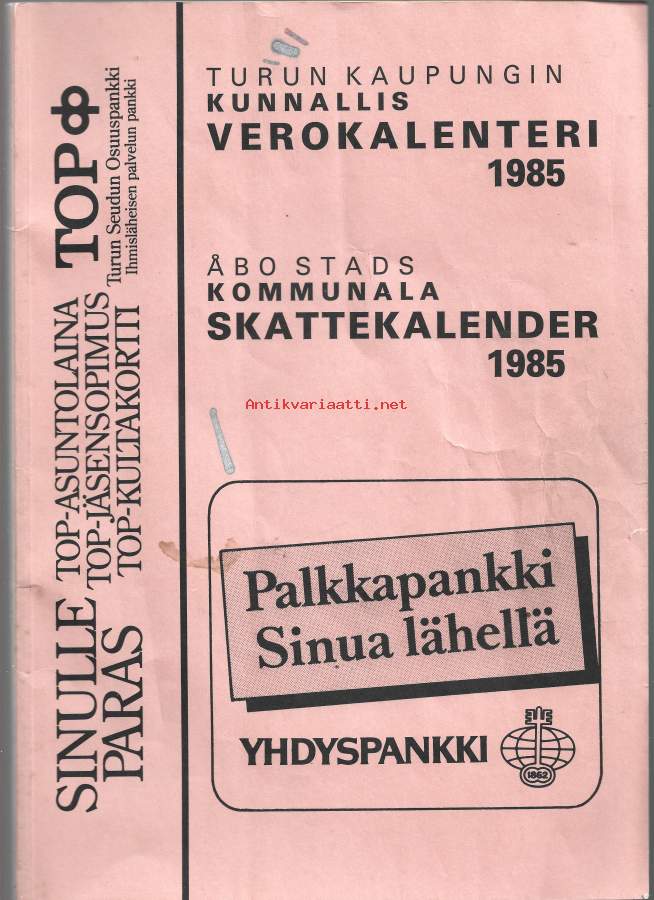 TURUN KAUPUNGIN
KUNNALLIS
VEROKALENTERI
1985
ÅBO STADS
KOMMUNALA
SKATTEKALENDER
1985
Antikvariaatti.net
Palkkapankki
Sinua lähellä
YHDYSPANKKI
1862
SINULLE
PARAS
TOP-ASUNTOLAINA
TOP-JÄSENSOPIMUS
TOP-KULTAKORTTI
TOP
Turun Seudun Osuuspankki
Ihmisläheisen palvelun pankki